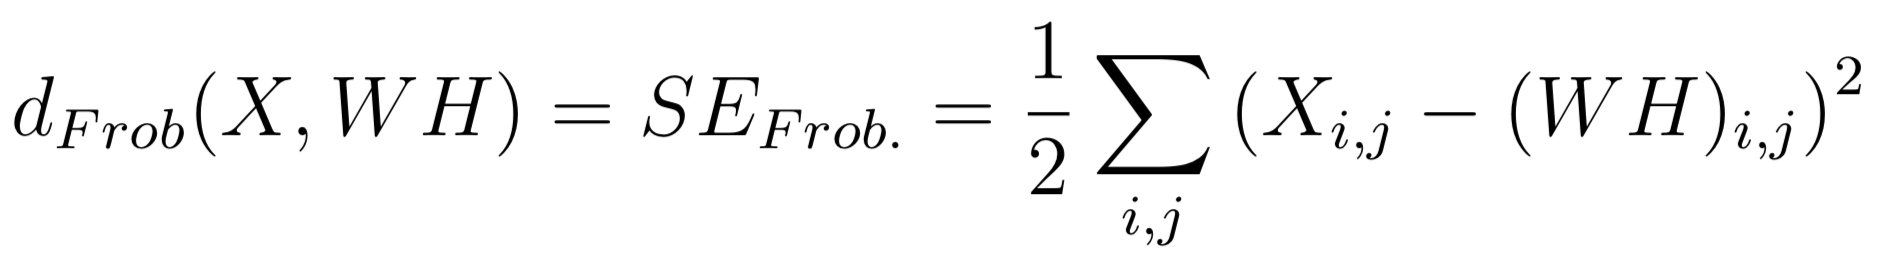 d_{Frob}(X, WH) = SE_{Frob.} = \frac{1}{2} \sum_{i,j} (X_{i,j} - (WH)_{i,j})^2